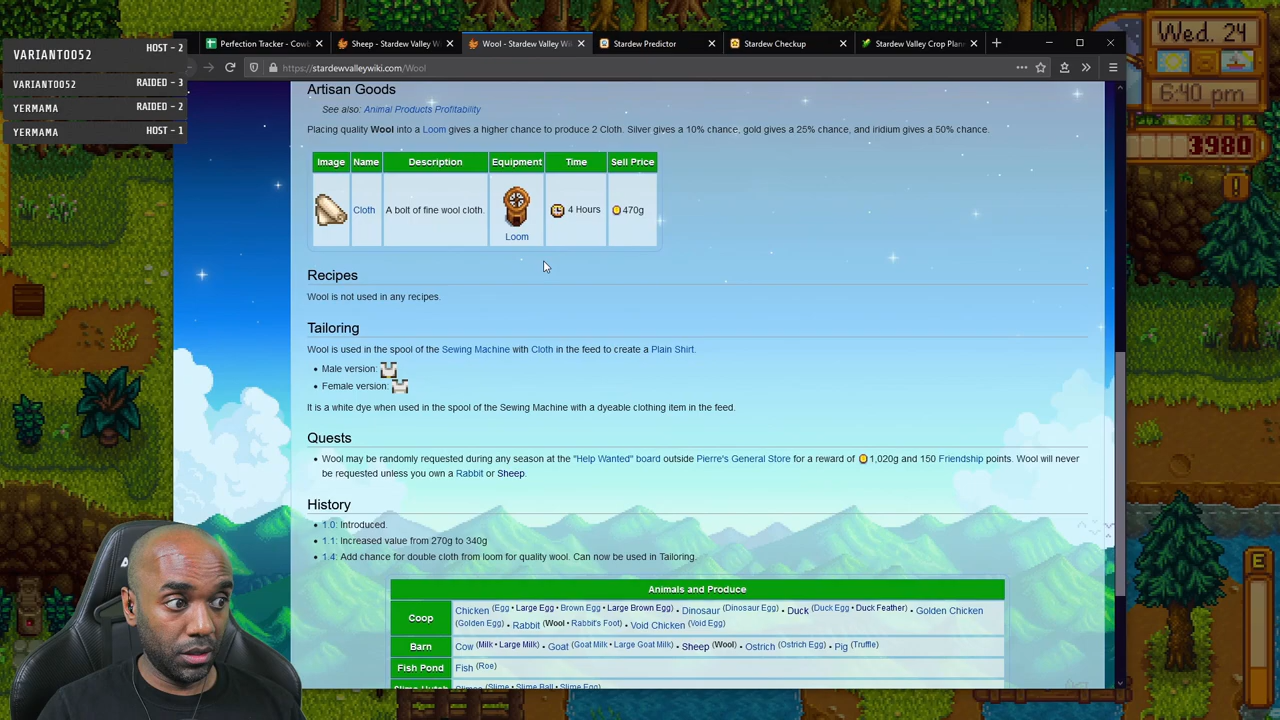 VARIANT0052
HOST - 2
VARIANT0052
RAIDED - 3
YERMAMA
RAIDED - 2
YERMAMA
HOST - 1
Perfection Tracker - Cow
Sheep - Stardew Valley W
Wool - Stardew Valley Wi
Stardew Predictor
Stardew Checkup
Stardew Valley Crop Plan
https://stardewvalleywiki.com/Wool
Wed. 24
6:40 pm
3980
Artisan Goods
See also: Animal Products Profitability
Placing quality Wool into a Loom gives a higher chance to produce 2 Cloth. Silver gives a 10% chance, gold gives a 25% chance, and iridium gives a 50% chance.
Image Name Description Equipment Time Sell Price
Cloth A bolt of fine wool cloth. Loom 4 Hours 470g
Recipes
Wool is not used in any recipes.
Tailoring
Wool is used in the spool of the Sewing Machine with Cloth in the feed to create a Plain Shirt.
• Male version:
• Female version:
It is a white dye when used in the spool of the Sewing Machine with a dyeable clothing item in the feed.
Quests
• Wool may be randomly requested during any season at the "Help Wanted" board outside Pierre's General Store for a reward of 1,020g and 150 Friendship points. Wool will never
be requested unless you own a Rabbit or Sheep.
History
• 1.0: Introduced.
• 1.1: Increased value from 270g to 340g
• 1.4: Add chance for double cloth from loom for quality wool. Can now be used in Tailoring.
Animals and Produce
Coop
Chicken (Egg • Large Egg • Brown Egg • Large Brown Egg) • Dinosaur (Dinosaur Egg) • Duck (Duck Egg • Duck Feather) • Golden Chicken
(Golden Egg) • Rabbit (Wool • Rabbit's Foot) • Void Chicken (Void Egg)
Barn
Cow (Milk • Large Milk) • Goat (Goat Milk • Large Goat Milk) • Sheep (Wool) • Ostrich (Ostrich Egg) • Pig (Truffle)
Fish Pond
Fish (Roe)
Slime Hutch
Slimes (Slime • Slime Ball • Slime Egg)
E